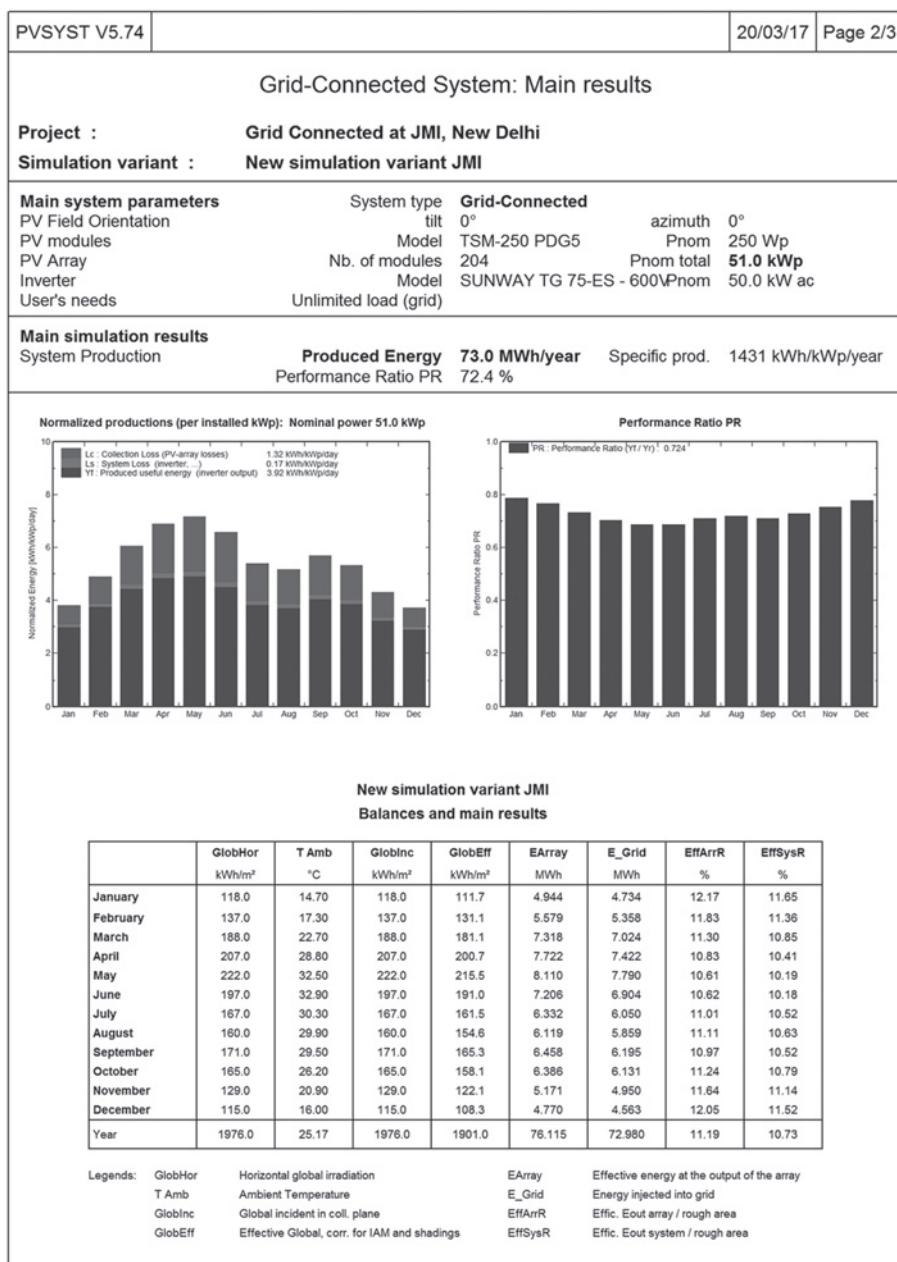 PVSYST V5.74 20/03/17 Page 2/3
Grid-Connected System: Main results
Project : Grid Connected at JMI, New Delhi
Simulation variant : New simulation variant JMI
Main system parameters System type Grid-Connected
PV Field Orientation tilt 0° azimuth 0°
PV modules Model TSM-250 PDG5 Pnom 250 Wp
PV Array Nb. of modules 204 Pnom total 51.0 kWp
Inverter Model SUNWAY TG 75-ES - 600V Pnom 50.0 kW ac
User's needs Unlimited load (grid)
Main simulation results
System Production Produced Energy 73.0 MWh/year Specific prod. 1431 kWh/kWp/year
Performance Ratio PR 72.4 %
Normalized productions (per installed kWp): Nominal power 51.0 kWp
Lc : Collection Loss (PV-array losses) 1.32 kWh/kWp/day
Ls : System Loss (inverter, ...) 0.17 kWh/kWp/day
Yf : Produced useful energy (inverter output) 3.92 kWh/kWp/day
Normalized Energy [kWh/kWp/day]
10
8
6
4
2
0
Jan Feb Mar Apr May Jun Jul Aug Sep Oct Nov Dec
Performance Ratio PR
PR : Performance Ratio (Yf / Yr) : 0.724
Performance Ratio PR
1.0
0.8
0.6
0.4
0.2
0.0
Jan Feb Mar Apr May Jun Jul Aug Sep Oct Nov Dec
New simulation variant JMI
Balances and main results
GlobHor T Amb GlobInc GlobEff EArray E_Grid EffArrR EffSysR
kWh/m² °C kWh/m² kWh/m² MWh MWh % %
January 118.0 14.70 118.0 111.7 4.944 4.734 12.17 11.65
February 137.0 17.30 137.0 131.1 5.579 5.358 11.83 11.36
March 188.0 22.70 188.0 181.1 7.318 7.024 11.30 10.85
April 207.0 28.80 207.0 200.7 7.722 7.422 10.83 10.41
May 222.0 32.50 222.0 215.5 8.110 7.790 10.61 10.19
June 197.0 32.90 197.0 191.0 7.206 6.904 10.62 10.18
July 167.0 30.30 167.0 161.5 6.332 6.050 11.01 10.52
August 160.0 29.90 160.0 154.6 6.119 5.859 11.11 10.63
September 171.0 29.50 171.0 165.3 6.458 6.195 10.97 10.52
October 165.0 26.20 165.0 158.1 6.386 6.131 11.24 10.79
November 129.0 20.90 129.0 122.1 5.171 4.950 11.64 11.14
December 115.0 16.00 115.0 108.3 4.770 4.563 12.05 11.52
Year 1976.0 25.17 1976.0 1901.0 76.115 72.980 11.19 10.73
Legends: GlobHor Horizontal global irradiation EArray Effective energy at the output of the array
T Amb Ambient Temperature E_Grid Energy injected into grid
GlobInc Global incident in coll. plane EffArrR Effic. Eout array / rough area
GlobEff Effective Global, corr. for IAM and shadings EffSysR Effic. Eout system / rough area